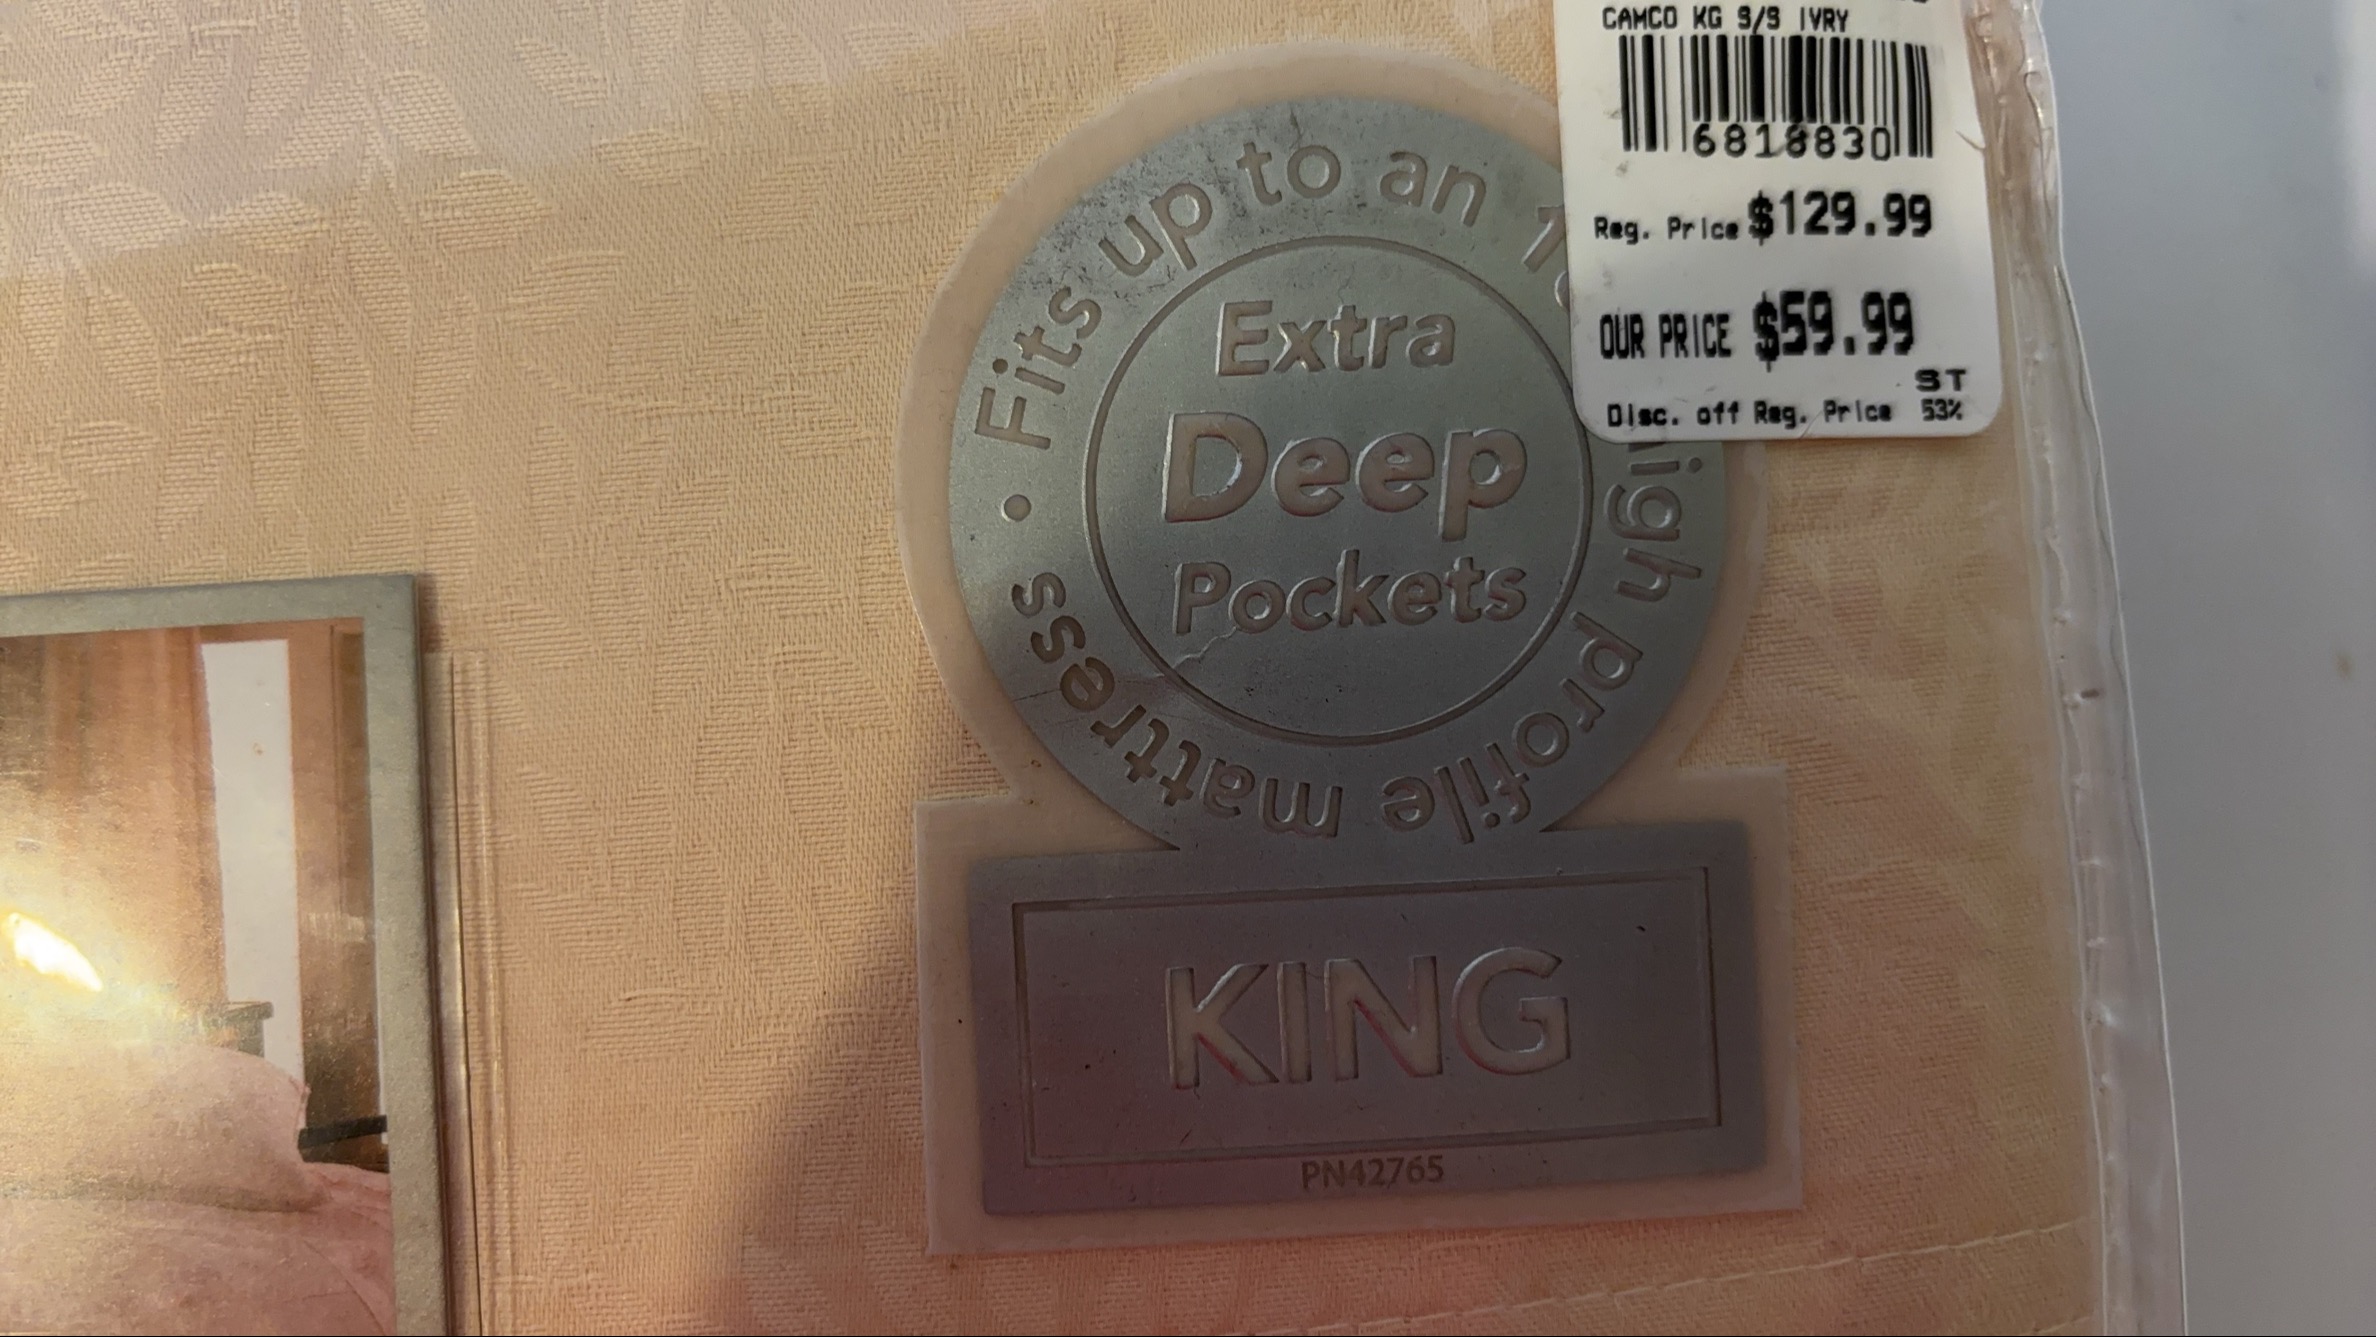 CAMCO KG S/S IVRY
6818830
Reg. Price $129.99
OUR PRICE $59.99
ST
Disc. off Reg. Price 53%
• Fits up to an profile mattress
Extra
Deep
Pockets
KING
PN42765